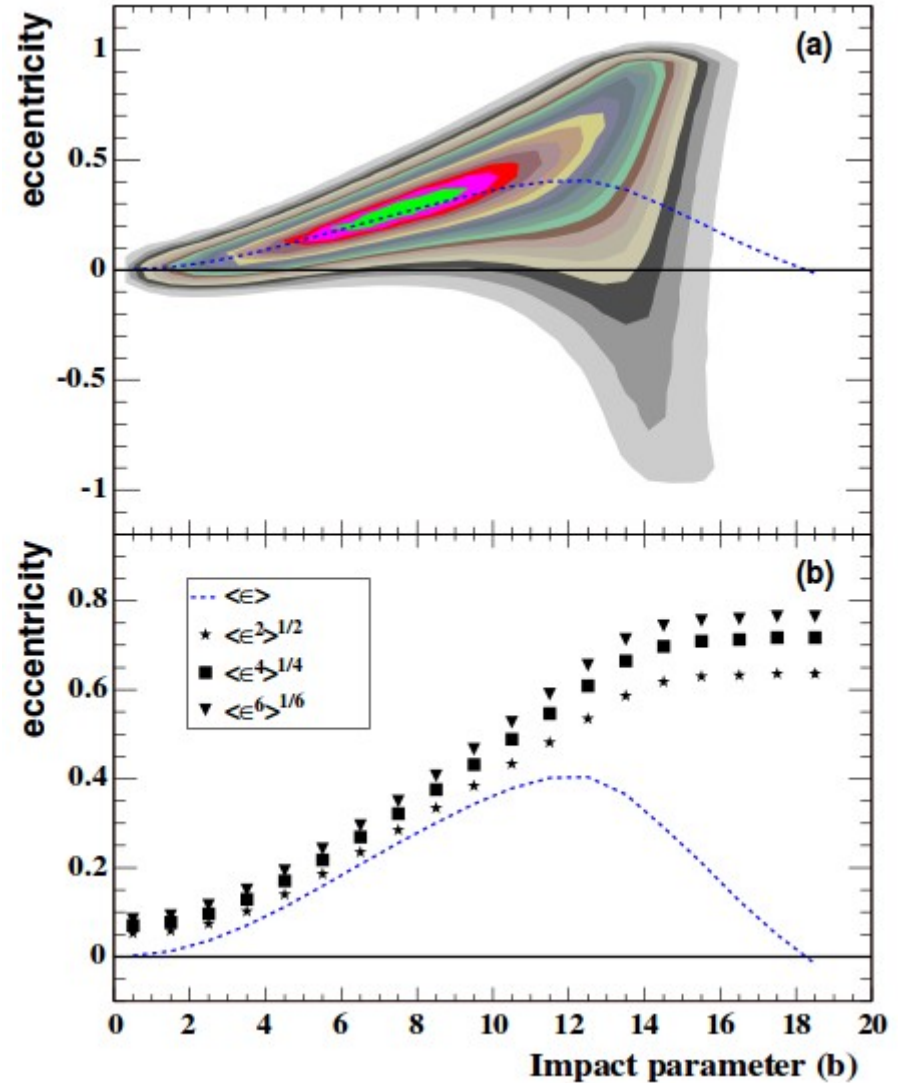 (a)
eccentricity
1
0.5
0
-0.5
-1
(b)
eccentricity
0.8
0.6
0.4
0.2
0
<∈>
<∈²>¹/²
<∈⁴>¹/⁴
<∈⁶>¹/⁶
0 2 4 6 8 10 12 14 16 18 20
Impact parameter (b)